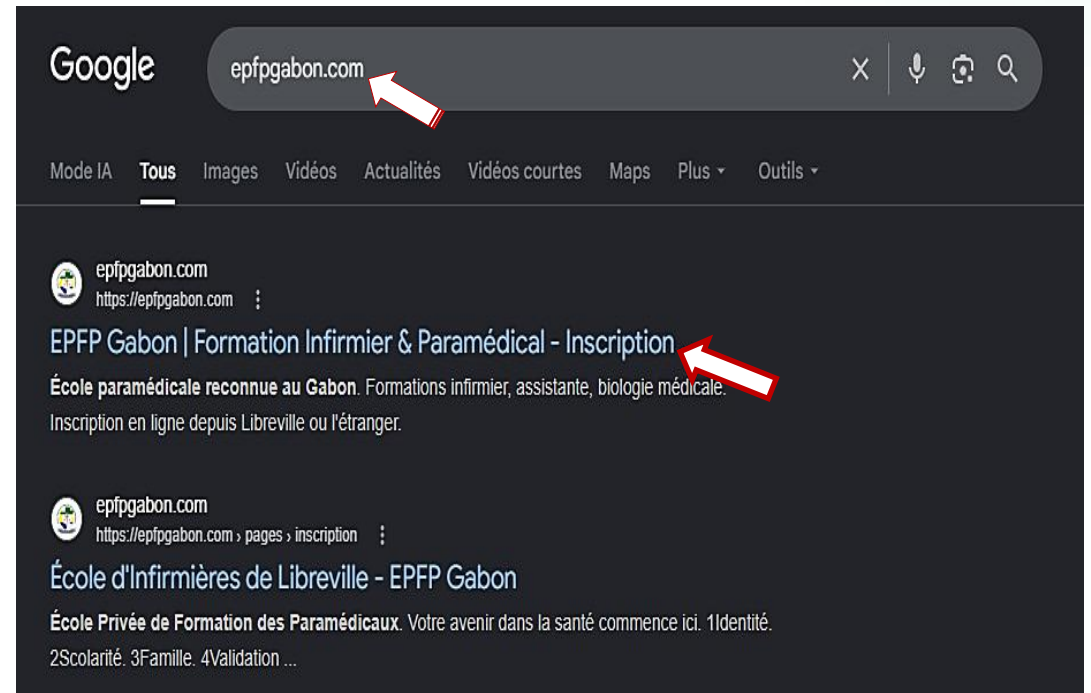 Google
epfpgabon.com
Mode IA Tous Images Vidéos Actualités Vidéos courtes Maps Plus Outils
epfpgabon.com
https://epfpgabon.com
EPFP Gabon | Formation Infirmier & Paramédical - Inscription
École paramédicale reconnue au Gabon. Formations infirmier, assistante, biologie médicale.
Inscription en ligne depuis Libreville ou l'étranger.
epfpgabon.com
https://epfpgabon.com › pages › inscription
École d'Infirmières de Libreville - EPFP Gabon
École Privée de Formation des Paramédicaux. Votre avenir dans la santé commence ici. 1Identité.
2Scolarité. 3Famille. 4Validation ...